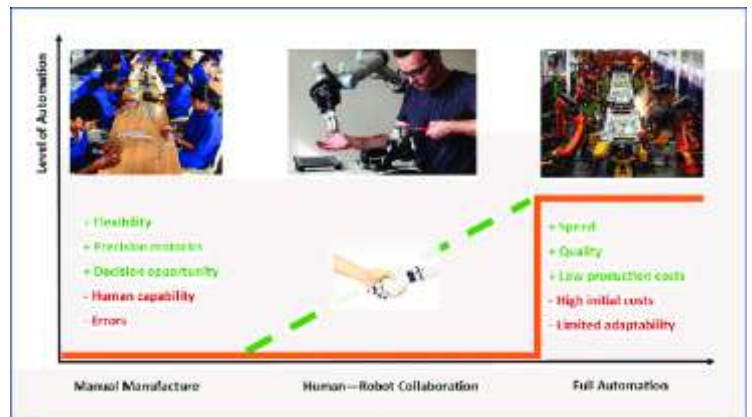 Level of Automation
+ Flexibility
+ Precision motories
+ Decision opportunity
- Human capability
- Errors
+ Speed
+ Quality
+ Low production costs
- High initial costs
- Limited adaptability
Manual Manufacture
Human—Robot Collaboration
Full Automation